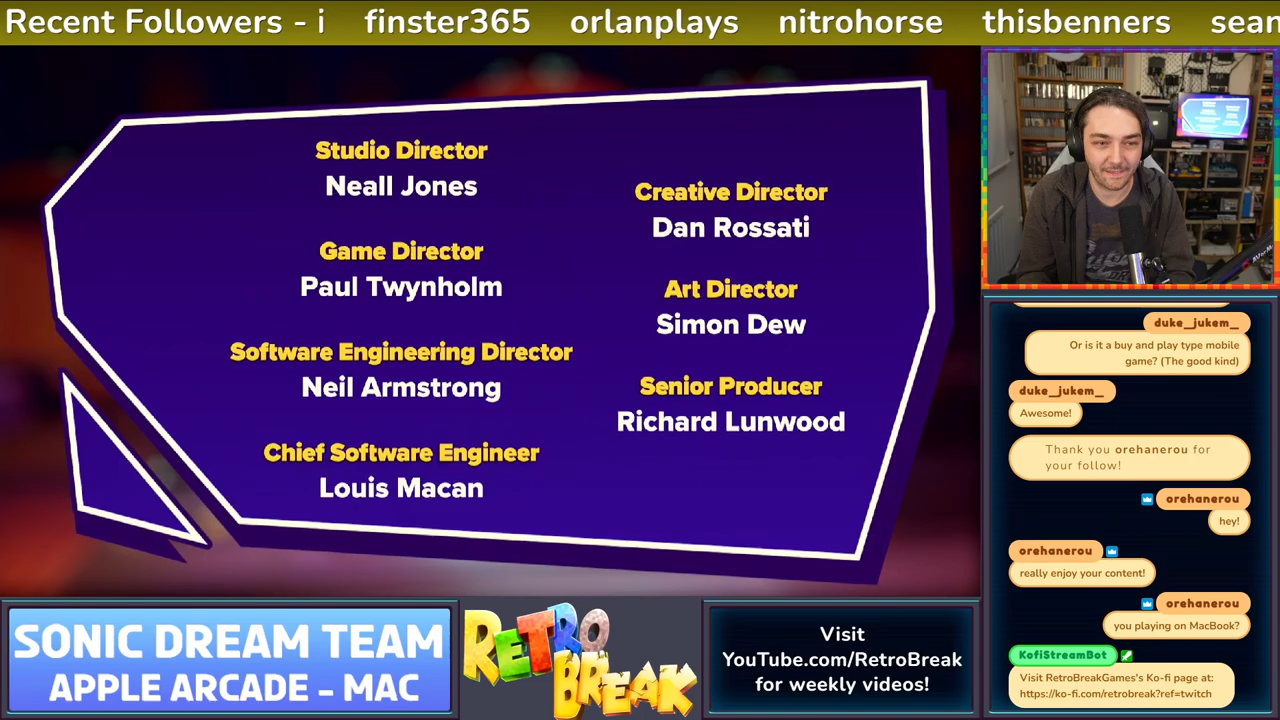 Recent Followers - i finster365 orlanplays nitrohorse thisbenners sean
Studio Director
Neall Jones
Game Director
Paul Twynholm
Software Engineering Director
Neil Armstrong
Chief Software Engineer
Louis Macan
Creative Director
Dan Rossati
Art Director
Simon Dew
Senior Producer
Richard Lunwood
duke_jukem_
Or is it a buy and play type mobile
game? (The good kind)
duke_jukem_
Awesome!
Thank you orehanerou for
your follow!
orehanerou
hey!
orehanerou
really enjoy your content!
orehanerou
you playing on MacBook?
KofiStreamBot
Visit RetroBreakGames's Ko-fi page at:
https://ko-fi.com/retrobreak?ref=twitch
SONIC DREAM TEAM
APPLE ARCADE - MAC
RETRO
BREAK
Visit
YouTube.com/RetroBreak
for weekly videos!